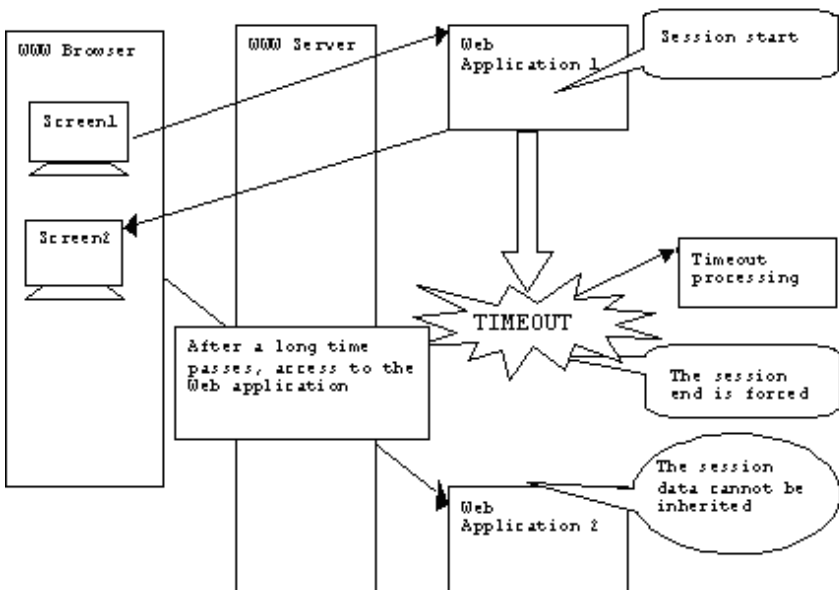 WWW Browser
WWW Server
Web
Application 1
Session start
Screen1
Screen2
Timeout
processing
TIMEOUT
After a long time
passes, access to the
Web application
The session
end is forced
The session
data cannot be
inherited
Web
Application 2